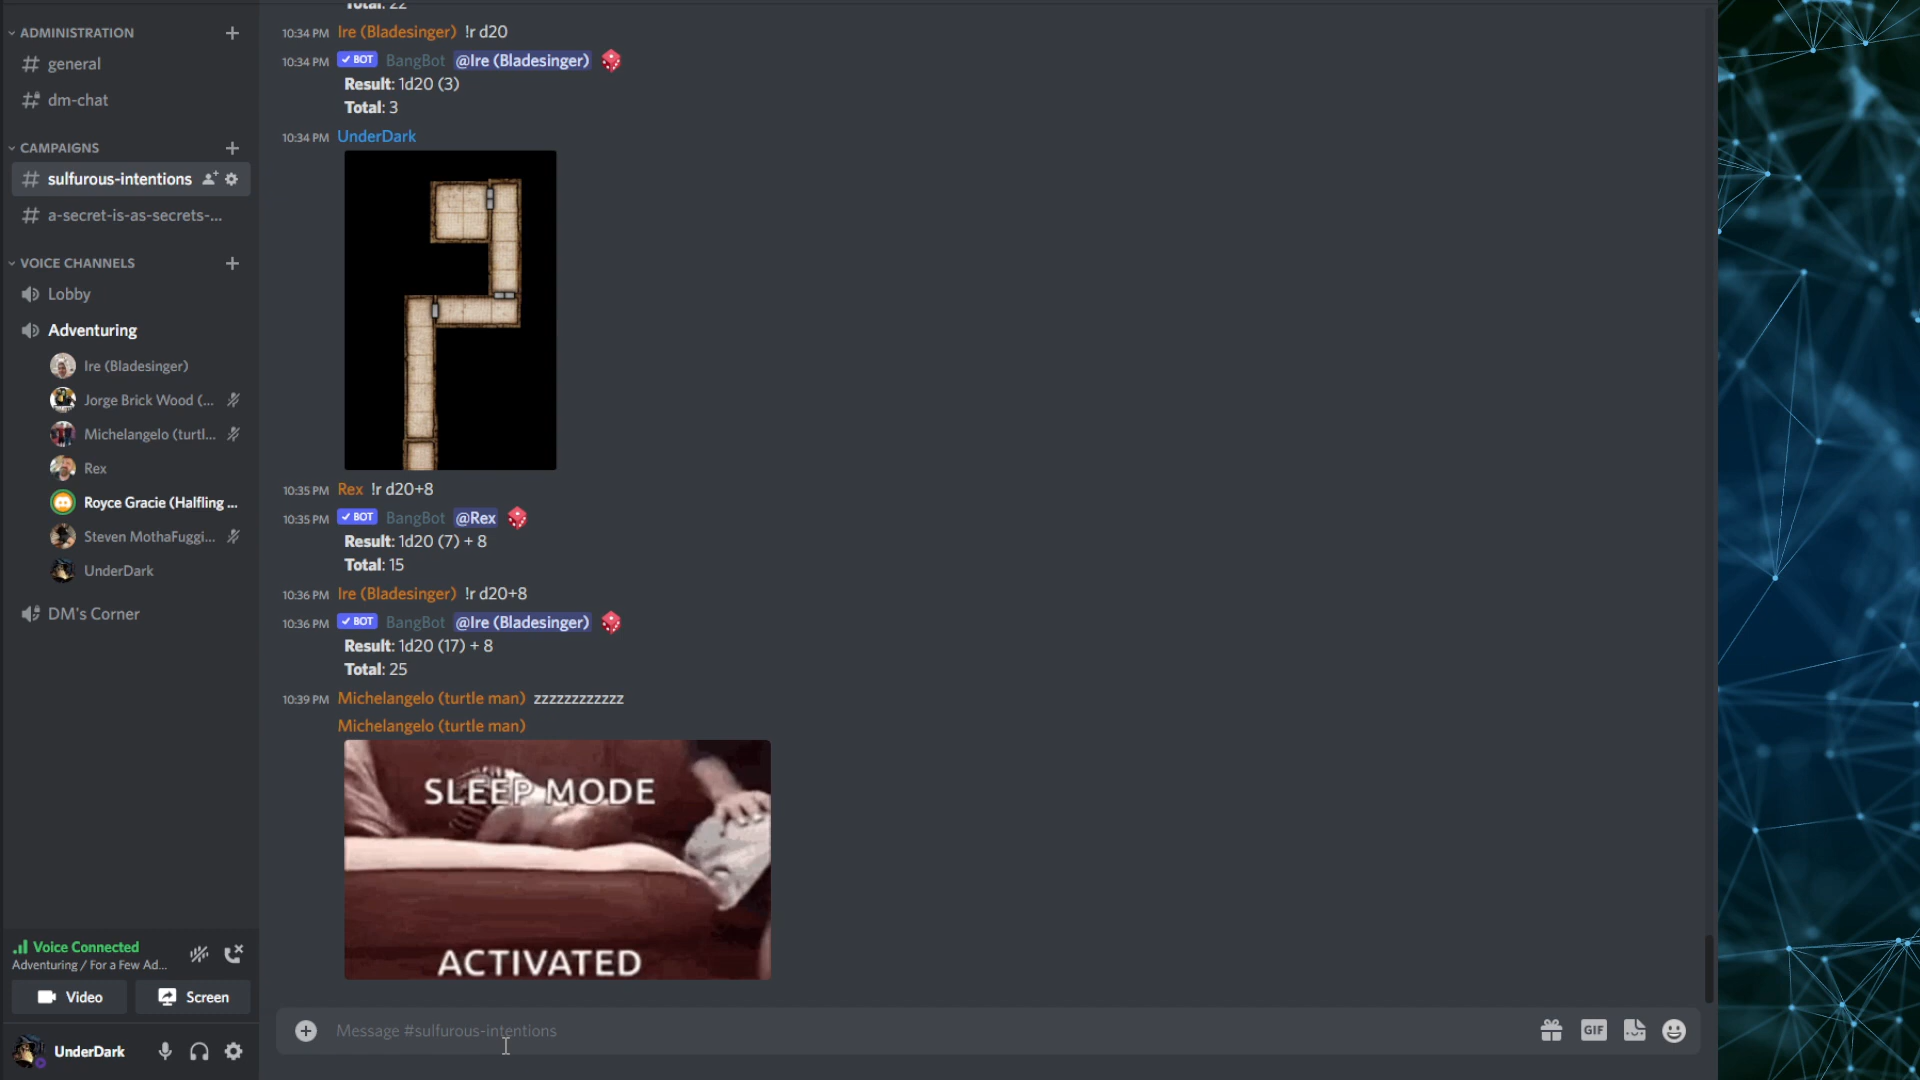 ADMINISTRATION
general
dm-chat
CAMPAIGNS
sulfurous-intentions
a-secret-is-as-secrets-...
VOICE CHANNELS
Lobby
Adventuring
Ire (Bladesinger)
Jorge Brick Wood (...
Michelangelo (turtl...
Rex
Royce Gracie (Halfling ...
Steven MothaFuggi...
UnderDark
DM's Corner
Voice Connected
Adventuring / For a Few Ad...
Video Screen
UnderDark
Total: 22
10:34 PM Ire (Bladesinger) !r d20
10:34 PM BOT BangBot @Ire (Bladesinger)
Result: 1d20 (3)
Total: 3
10:34 PM UnderDark
10:35 PM Rex !r d20+8
10:35 PM BOT BangBot @Rex
Result: 1d20 (7) + 8
Total: 15
10:36 PM Ire (Bladesinger) !r d20+8
10:36 PM BOT BangBot @Ire (Bladesinger)
Result: 1d20 (17) + 8
Total: 25
10:39 PM Michelangelo (turtle man) zzzzzzzzzzzz
Michelangelo (turtle man)
SLEEP MODE
ACTIVATED
Message #sulfurous-intentions
GIF